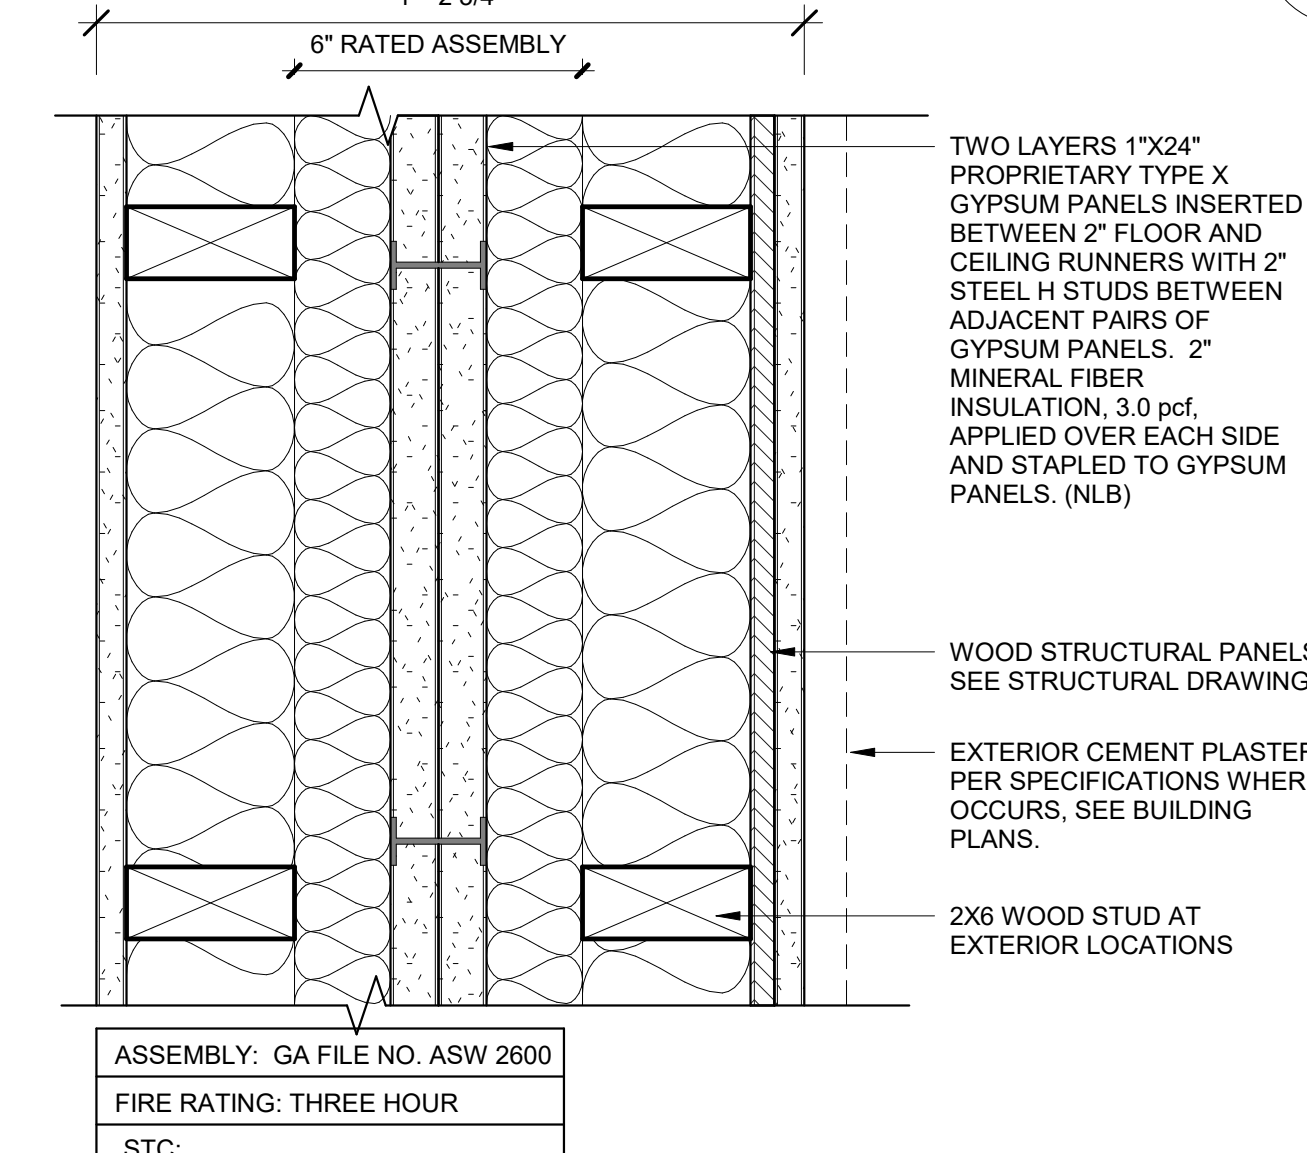 6" RATED ASSEMBLY
TWO LAYERS 1"X24"
PROPRIETARY TYPE X
GYPSUM PANELS INSERTED
BETWEEN 2" FLOOR AND
CEILING RUNNERS WITH 2"
STEEL H STUDS BETWEEN
ADJACENT PAIRS OF
GYPSUM PANELS. 2"
MINERAL FIBER
INSULATION, 3.0 pcf,
APPLIED OVER EACH SIDE
AND STAPLED TO GYPSUM
PANELS. (NLB)
WOOD STRUCTURAL PANELS
SEE STRUCTURAL DRAWING
EXTERIOR CEMENT PLASTER
PER SPECIFICATIONS WHER
OCCURS, SEE BUILDING
PLANS.
2X6 WOOD STUD AT
EXTERIOR LOCATIONS
ASSEMBLY: GA FILE NO. ASW 2600
FIRE RATING: THREE HOUR
STC: